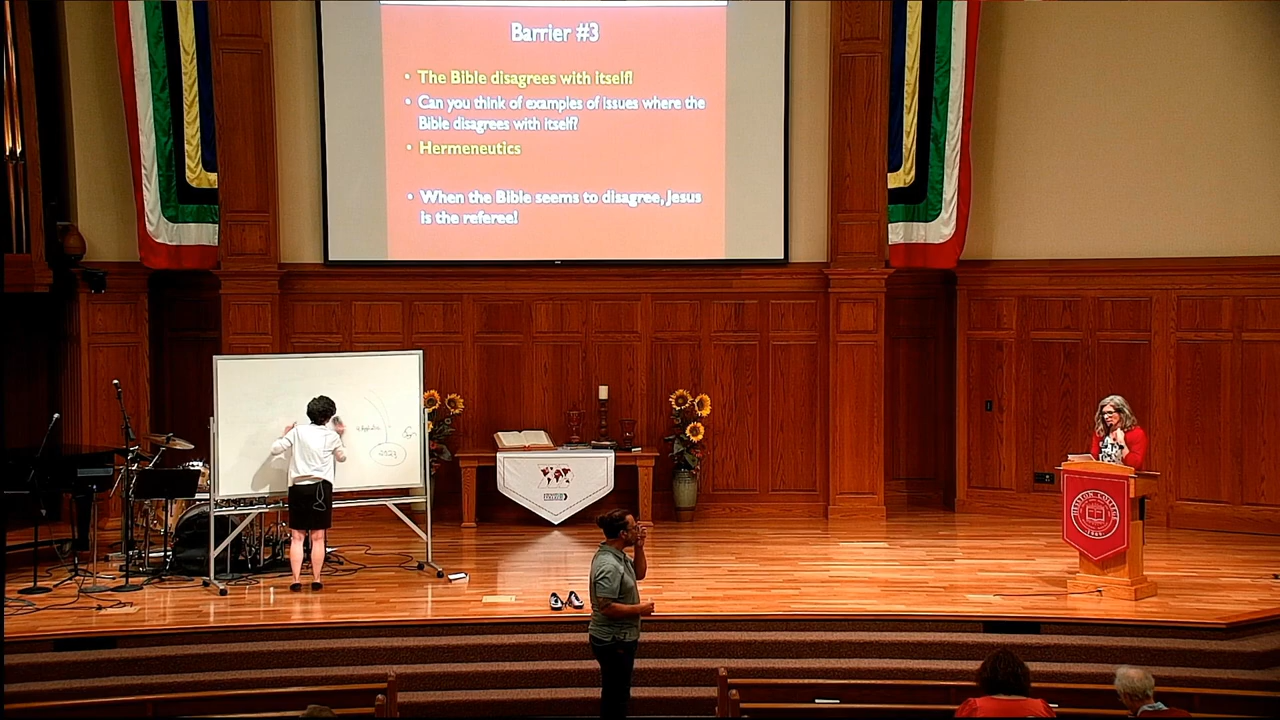 Barrier #3
• The Bible disagrees with itself!
• Can you think of examples of issues where the
Bible disagrees with itself?
• Hermeneutics
• When the Bible seems to disagree, Jesus
is the referee!
COLLEGE